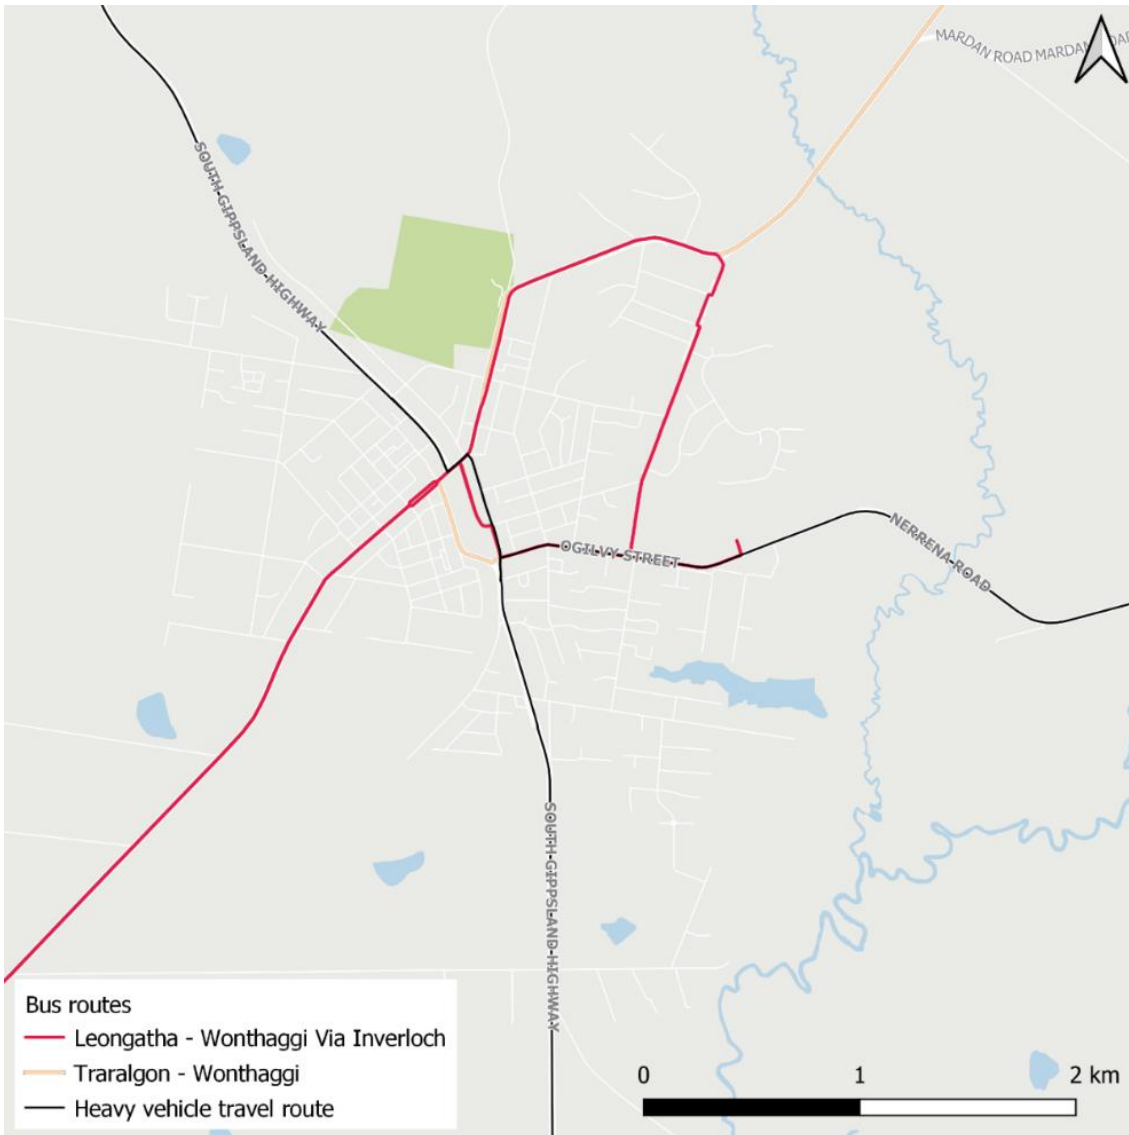 MARDAN ROAD MARDAN ROAD
SOUTH GIPPSLAND HIGHWAY
OGILVY STREET
NERRENA ROAD
SOUTH GIPPSLAND HIGHWAY
Bus routes
Leongatha - Wonthaggi Via Inverloch
Traralgon - Wonthaggi
Heavy vehicle travel route
0 1 2 km